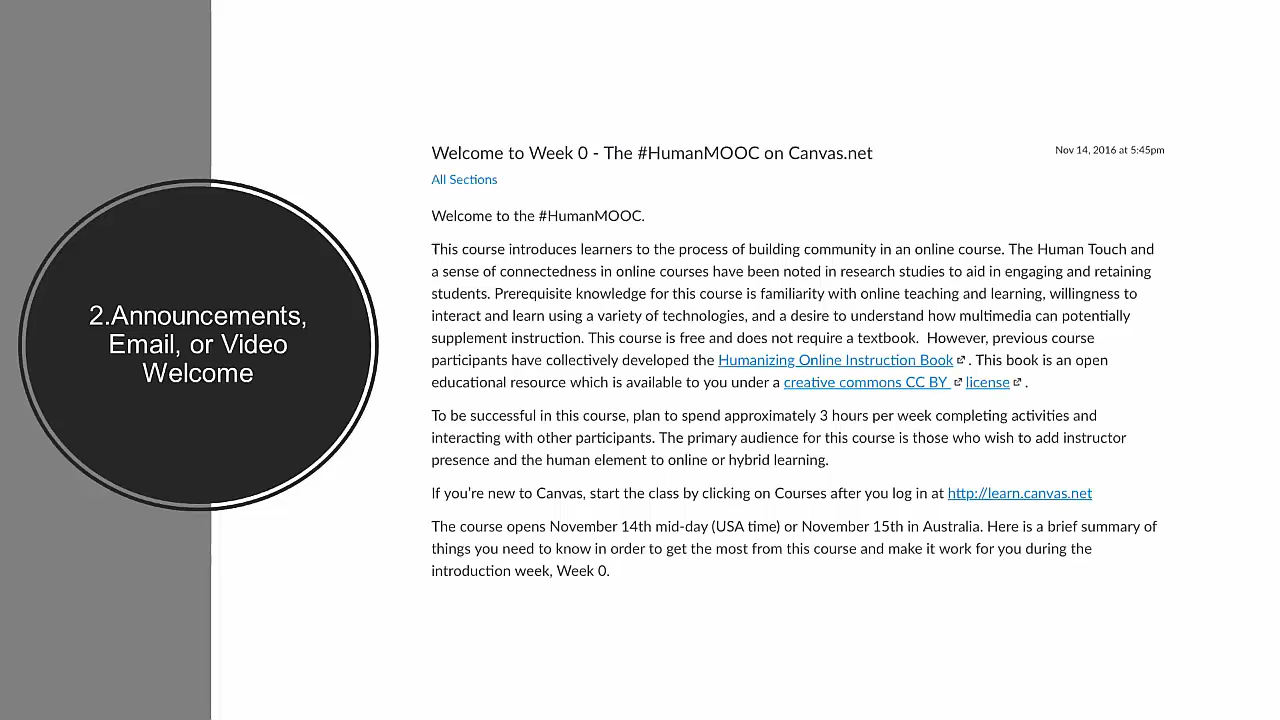 2.Announcements,
Email, or Video
Welcome
Welcome to Week 0 - The #HumanMOOC on Canvas.net
Nov 14, 2016 at 5:45pm
All Sections
Welcome to the #HumanMOOC.
This course introduces learners to the process of building community in an online course. The Human Touch and
a sense of connectedness in online courses have been noted in research studies to aid in engaging and retaining
students. Prerequisite knowledge for this course is familiarity with online teaching and learning, willingness to
interact and learn using a variety of technologies, and a desire to understand how multimedia can potentially
supplement instruction. This course is free and does not require a textbook.  However, previous course
participants have collectively developed the Humanizing Online Instruction Book . This book is an open
educational resource which is available to you under a creative commons CC BY license .
To be successful in this course, plan to spend approximately 3 hours per week completing activities and
interacting with other participants. The primary audience for this course is those who wish to add instructor
presence and the human element to online or hybrid learning.
If you're new to Canvas, start the class by clicking on Courses after you log in at http://learn.canvas.net
The course opens November 14th mid-day (USA time) or November 15th in Australia. Here is a brief summary of
things you need to know in order to get the most from this course and make it work for you during the
introduction week, Week 0.